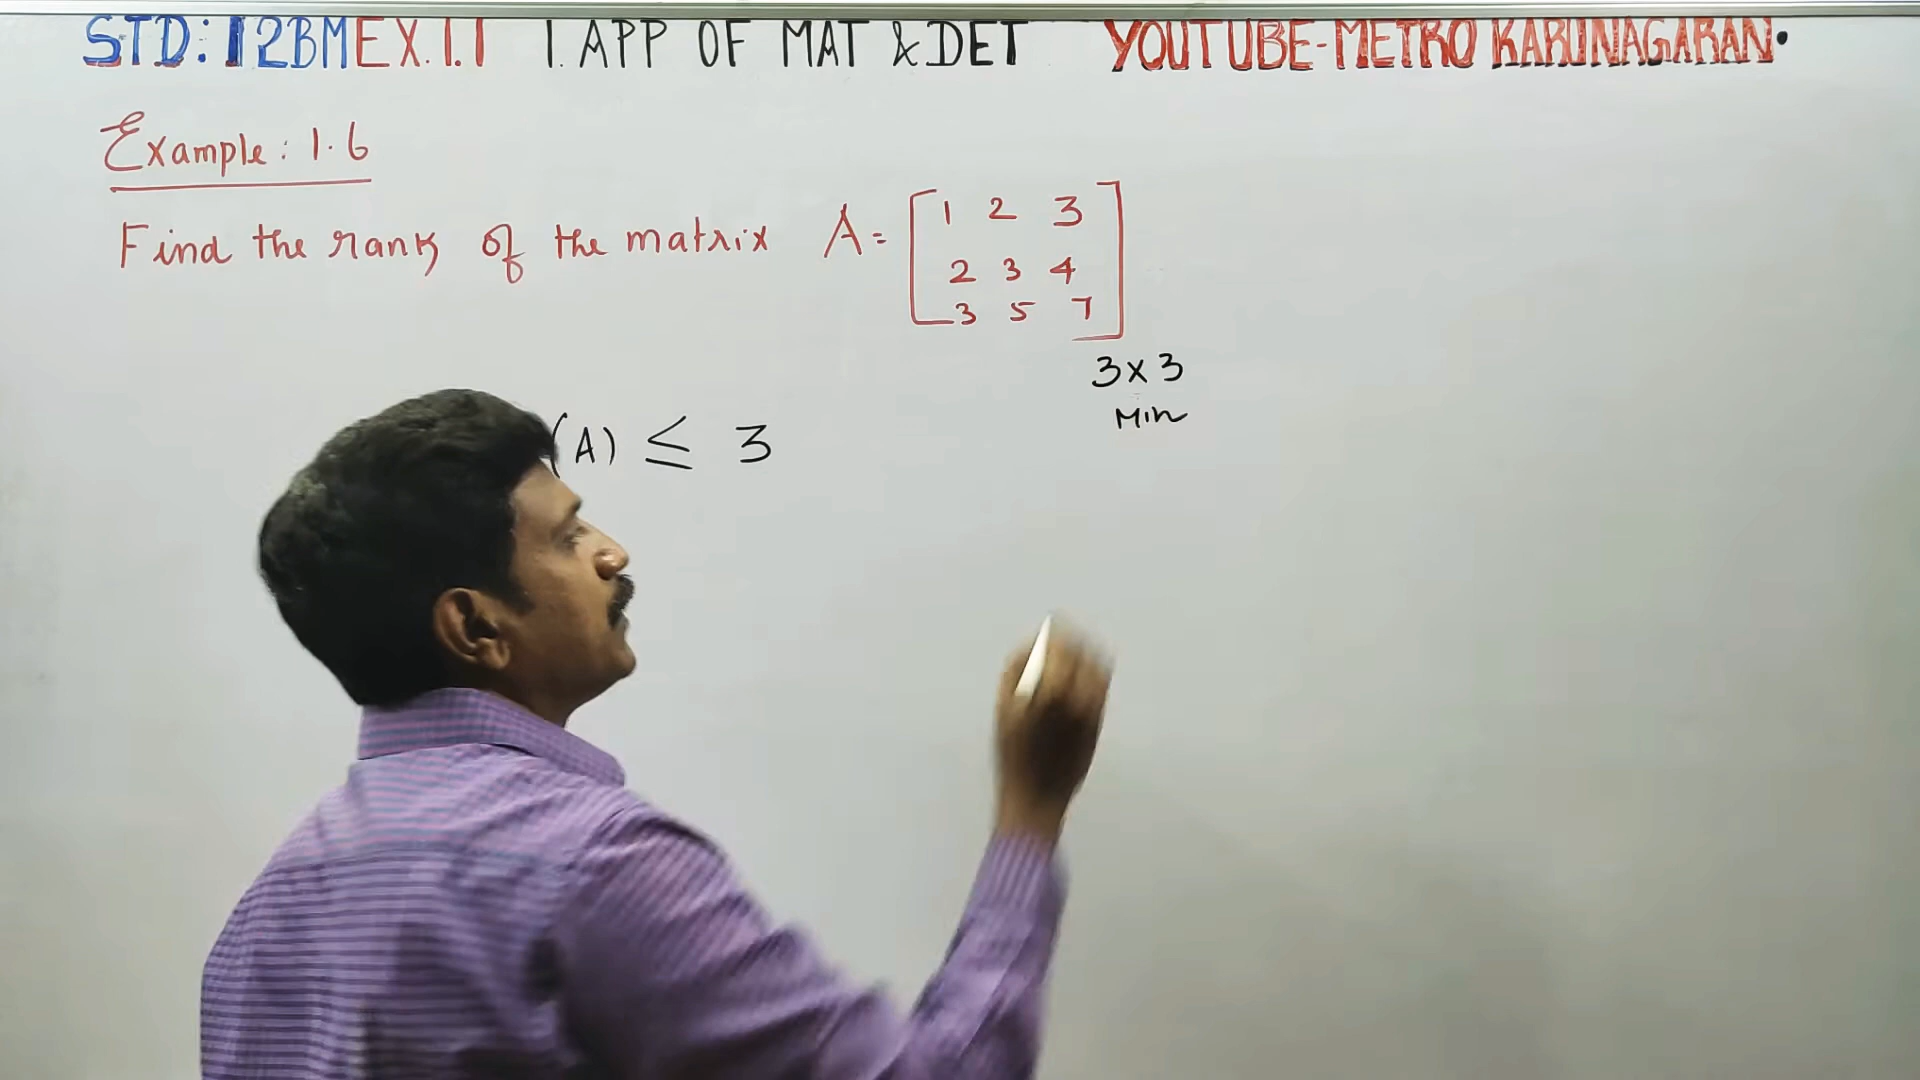 STD: 12BM EX.1.1 1. APP OF MAT & DET YOUTUBE-METRO KARUNAGARAN.
Example: 1.6
Find the rank of the matrix A = [1 2 3
2 3 4
3 5 7]
3x3
Min
(A) ≤ 3